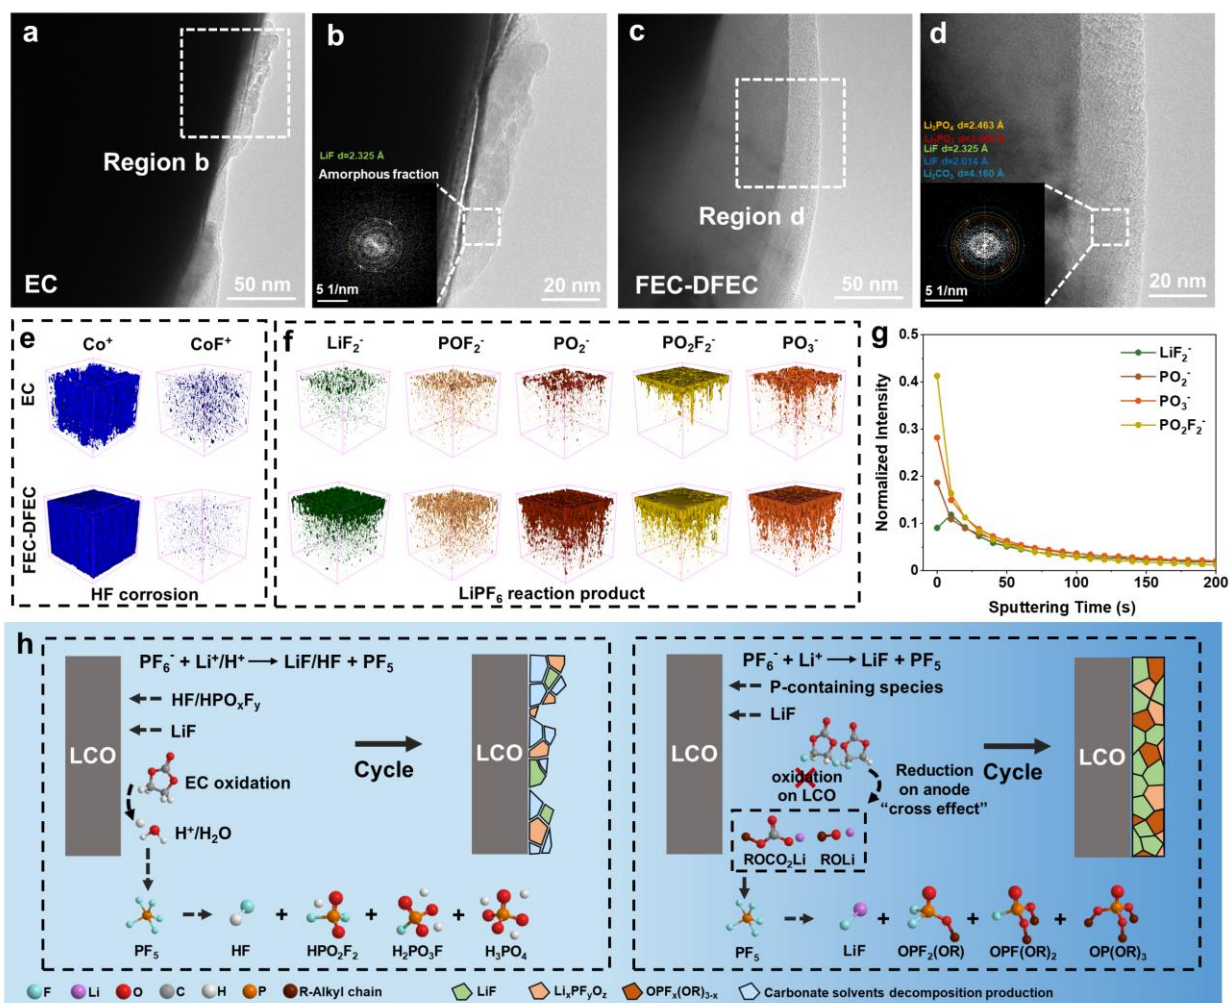 a
Region b
EC
50 nm
b
LiF d=2.325 Å
Amorphous fraction
5 1/nm
20 nm
c
Region d
FEC-DFEC
50 nm
d
Li₃PO₄ d=2.463 Å
LiF d=2.325 Å
LiF d=2.014 Å
Li₂CO₃ d=4.160 Å
5 1/nm
20 nm
e
Co⁺ CoF⁺
EC
FEC-DFEC
HF corrosion
f
LiF₂⁻ POF₂⁻ PO₂⁻ PO₂F₂⁻ PO₃⁻
LiPF₆ reaction product
g
Normalized Intensity
0.5
0.4
0.3
0.2
0.1
0
LiF₂⁻
PO₂⁻
PO₃⁻
PO₂F₂⁻
0 50 100 150 200
Sputtering Time (s)
h
PF₆⁻ + Li⁺/H⁺ → LiF/HF + PF₅
HF/HPOₓFᵧ
LiF
LCO
EC oxidation
H⁺/H₂O
Cycle
LCO
PF₅ HF + HPO₂F₂ + H₂PO₃F + H₃PO₄
PF₆⁻ + Li⁺ → LiF + PF₅
P-containing species
LiF
LCO
oxidation
on LCO
Reduction
on anode
“cross effect”
Cycle
LCO
ROCO₂Li ROLi
PF₅ LiF + OPF₂(OR) + OPF(OR)₂ + OP(OR)₃
F Li O C H P R-Alkyl chain LiF LiₓPFᵧO_z OPFₓ(OR)₃₋ₓ Carbonate solvents decomposition production